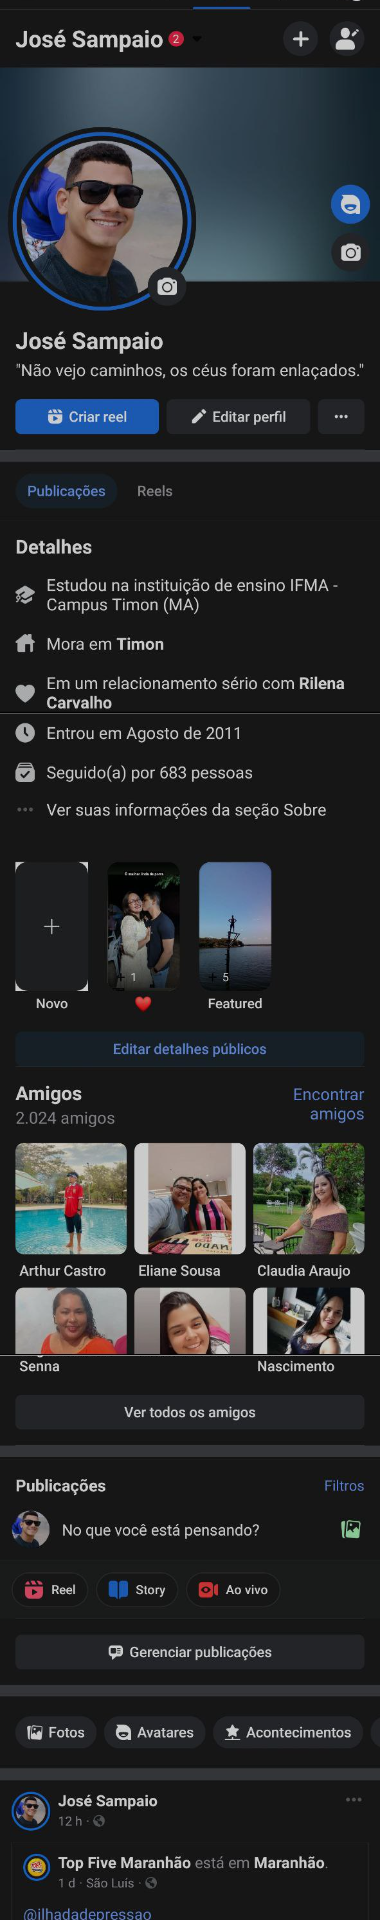 José Sampaio 2
José Sampaio
"Não vejo caminhos, os céus foram enlaçados."
Criar reel
Editar perfil
Publicações
Reels
Detalhes
Estudou na instituição de ensino IFMA -
Campus Timon (MA)
Mora em Timon
Em um relacionamento sério com Rilena
Carvalho
Entrou em Agosto de 2011
Seguido(a) por 683 pessoas
Ver suas informações da seção Sobre
+ 1
+ 5
Novo
Featured
Editar detalhes públicos
Amigos
Encontrar
amigos
2.024 amigos
Arthur Castro
Eliane Sousa
Claudia Araujo
Senna
Nascimento
Ver todos os amigos
Publicações
Filtros
No que você está pensando?
Reel
Story
Ao vivo
Gerenciar publicações
Fotos
Avatares
Acontecimentos
José Sampaio
12 h ·
Top Five Maranhão está em Maranhão.
1 d · São Luís ·
@ilhadadepressao